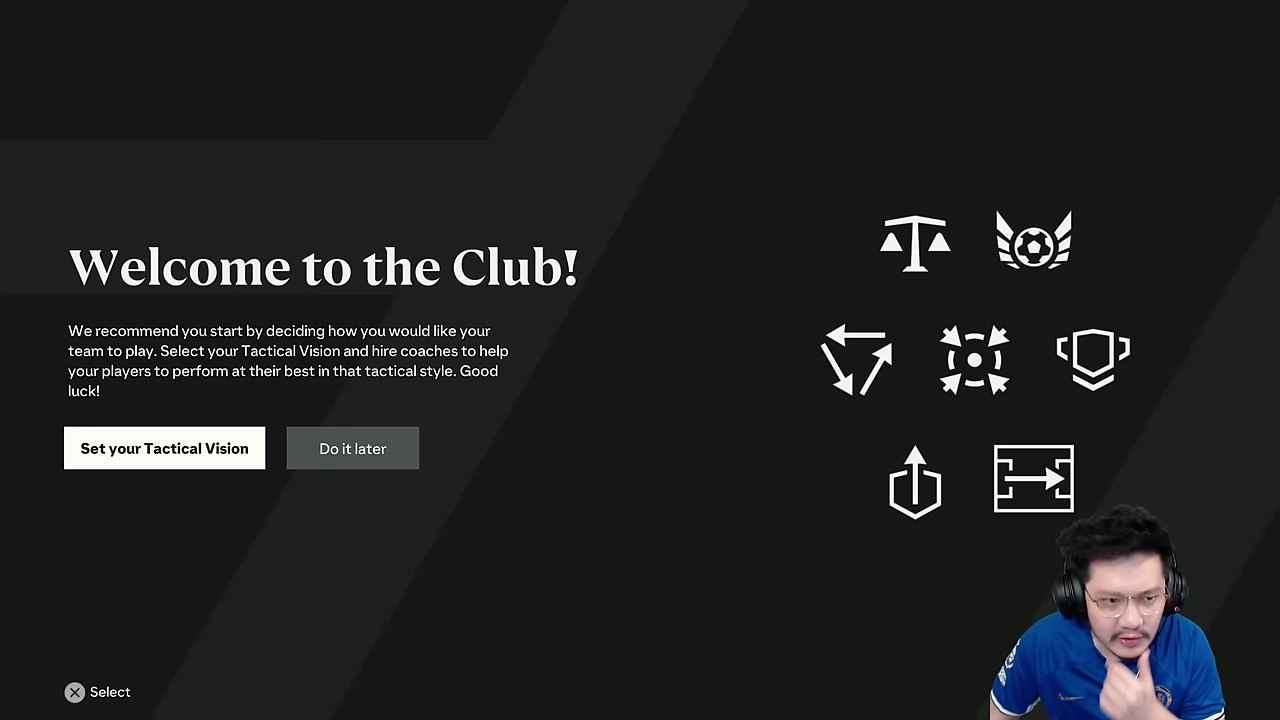 Welcome to the Club!
We recommend you start by deciding how you would like your
team to play. Select your Tactical Vision and hire coaches to help
your players to perform at their best in that tactical style. Good
luck!
Set your Tactical Vision
Do it later
Select